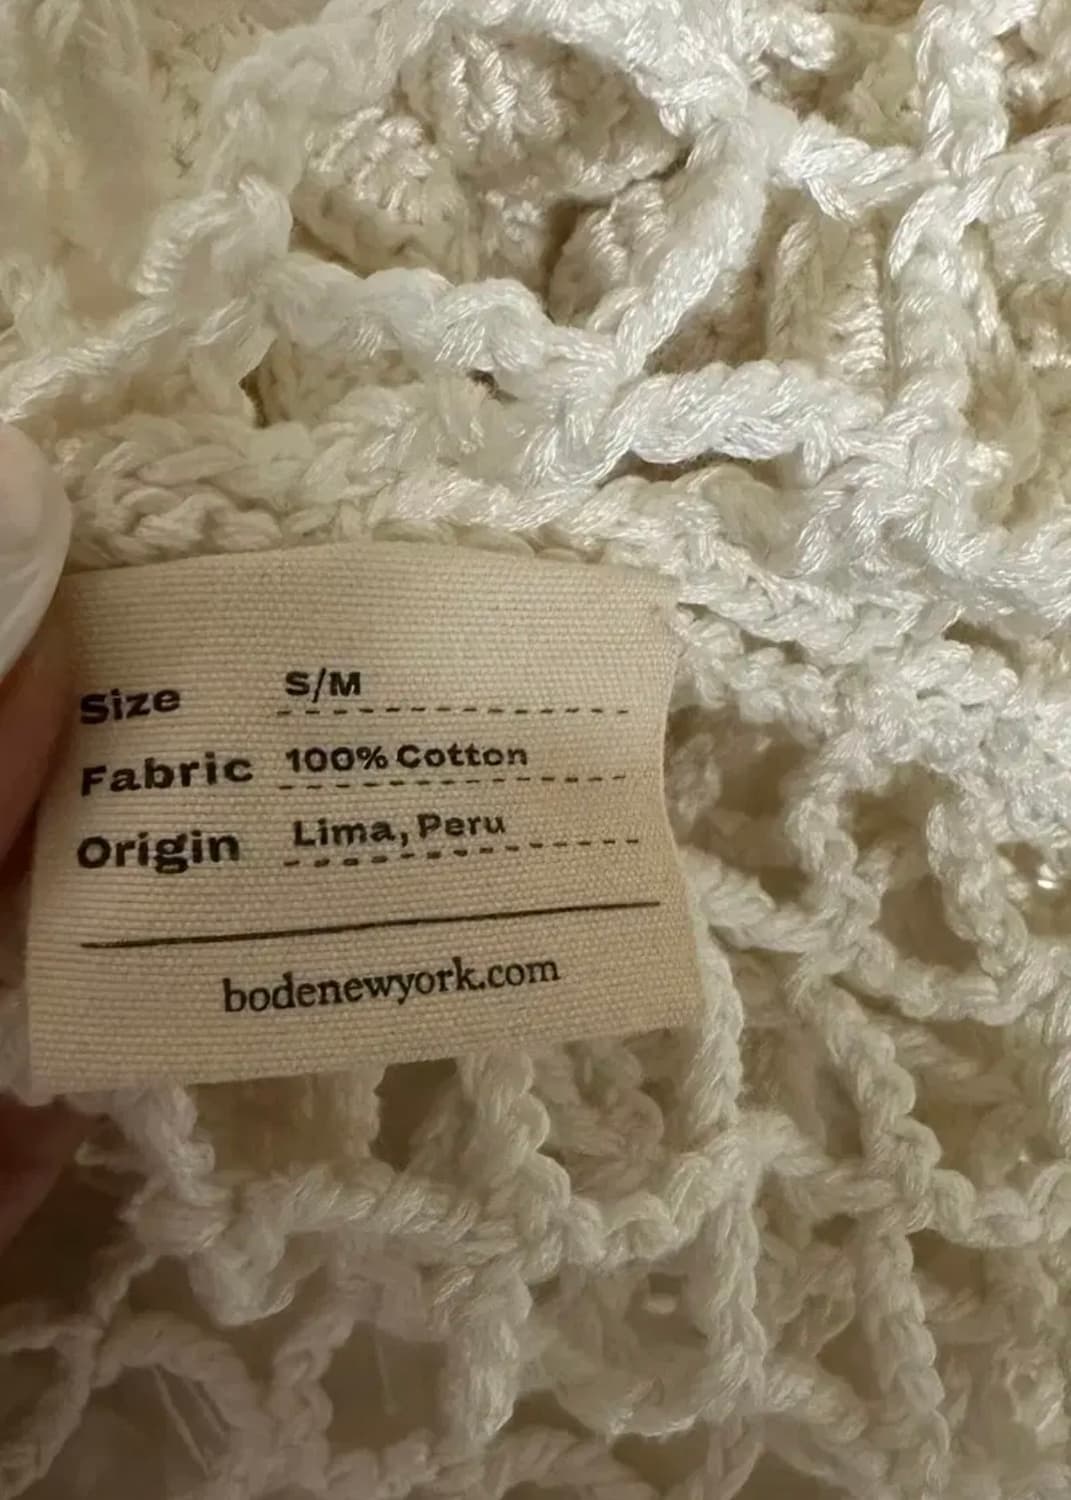 Size S/M
Fabric 100% Cotton
Origin Lima, Peru
bodenewyork.com